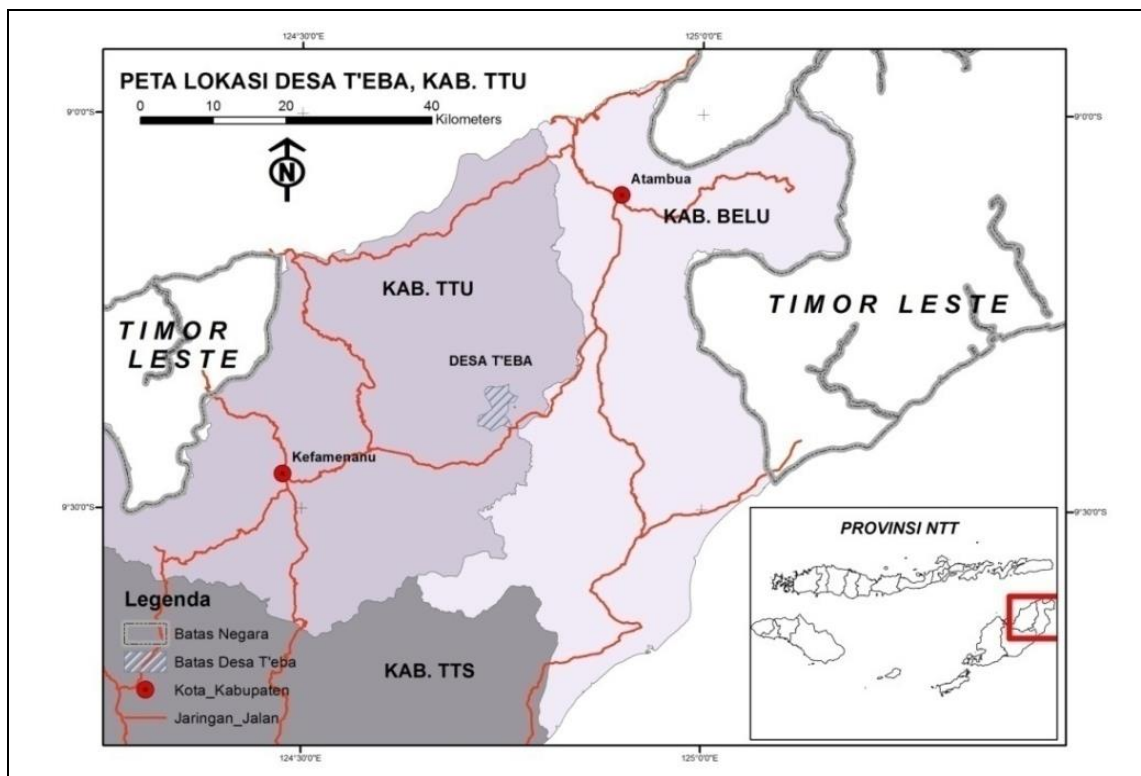 124°30'0"E
125°0'0"E
PETA LOKASI DESA T'EBA, KAB. TTU
0 10 20 40
Kilometers
N
9°0'0"S
9°0'0"S
Atambua
KAB. BELU
KAB. TTU
TIMOR
LESTE
TIMOR LESTE
DESA T'EBA
Kefamenanu
9°30'0"S
9°30'0"S
PROVINSI NTT
Legenda
Batas Negara
Batas Desa T'eba
Kota_Kabupaten
Jaringan_Jalan
KAB. TTS
124°30'0"E
125°0'0"E